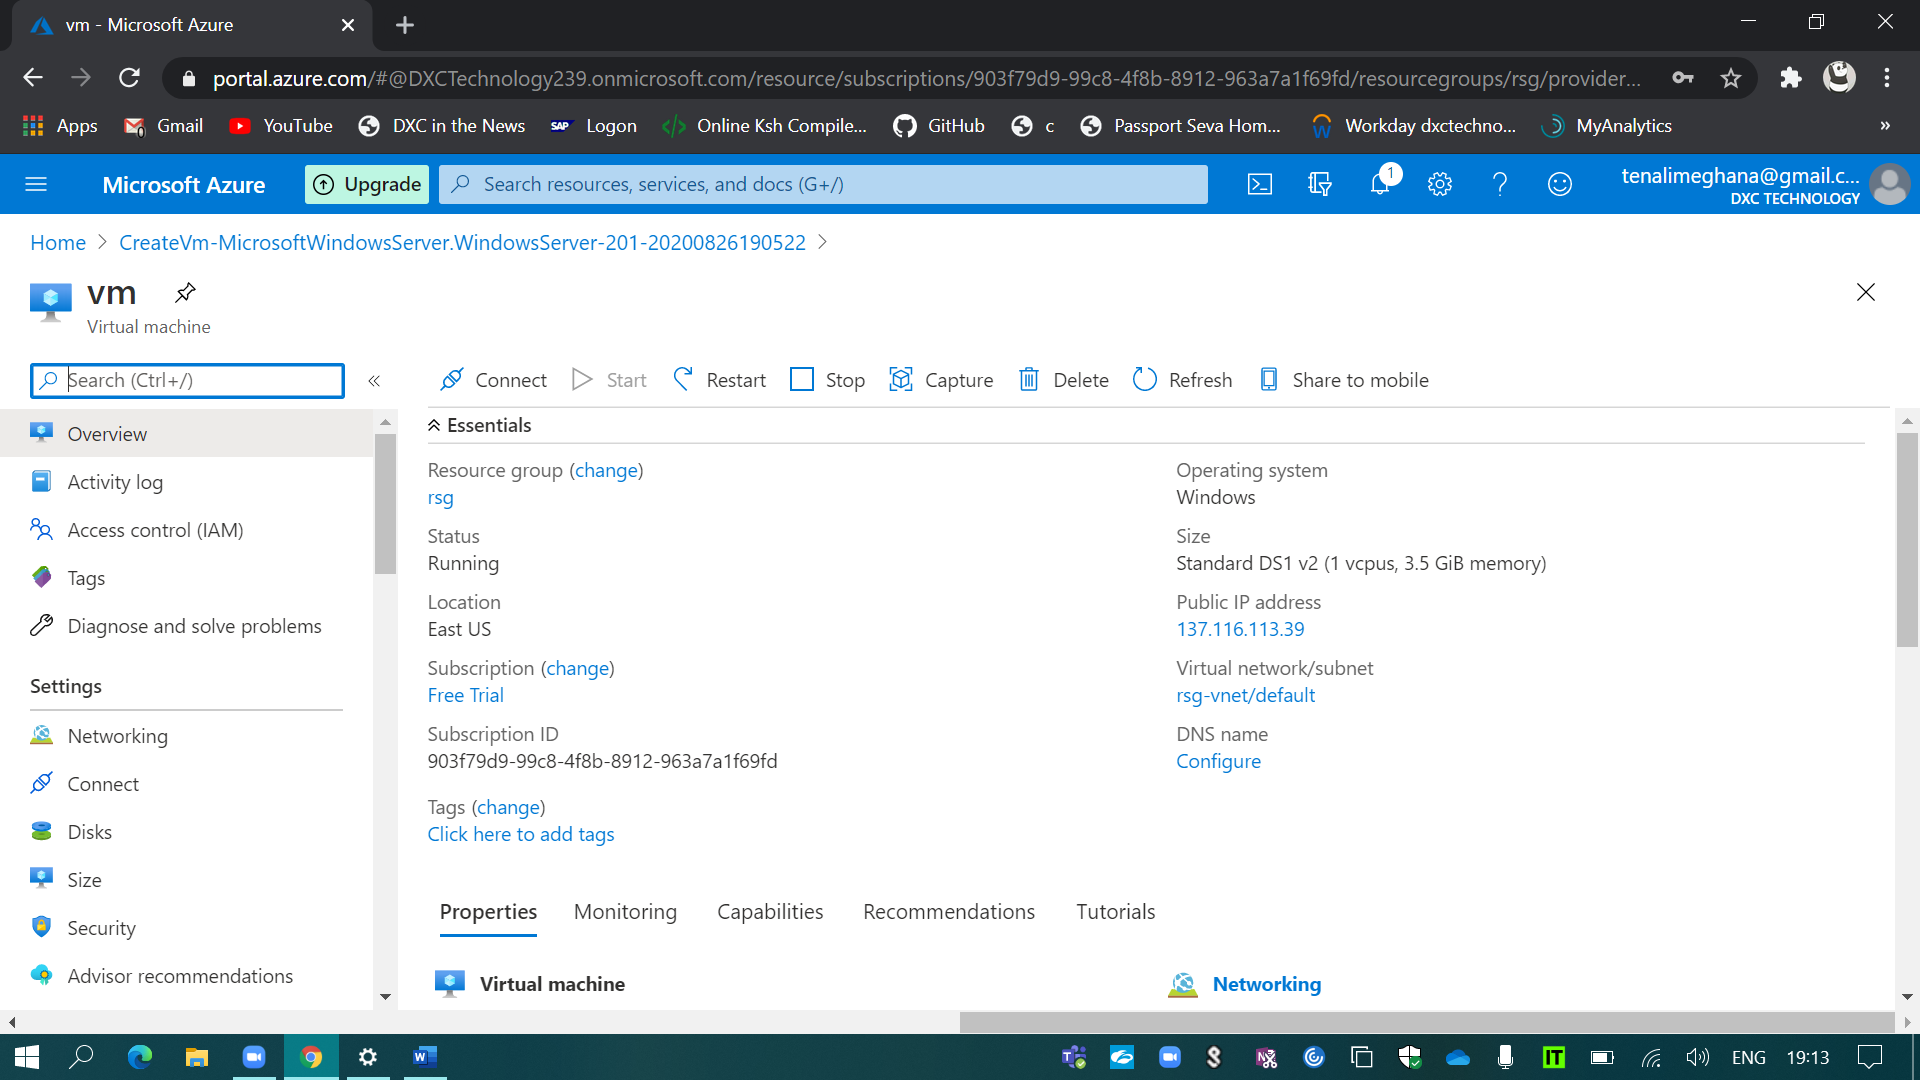 vm - Microsoft Azure
portal.azure.com/#@DXCTechnology239.onmicrosoft.com/resource/subscriptions/903f79d9-99c8-4f8b-8912-963a7a1f69fd/resourcegroups/rsg/provider...
Apps Gmail YouTube DXC in the News SAP Logon Online Ksh Compile... GitHub c Passport Seva Hom... Workday dxctechno... MyAnalytics »
Microsoft Azure Upgrade Search resources, services, and docs (G+/) 1 tenalimeghana@gmail.c...
DXC TECHNOLOGY
Home > CreateVm-MicrosoftWindowsServer.WindowsServer-201-20200826190522 >
vm
Virtual machine
Search (Ctrl+/) «
Connect Start Restart Stop Capture Delete Refresh Share to mobile
Overview
Activity log
Access control (IAM)
Tags
Diagnose and solve problems
Settings
Networking
Connect
Disks
Size
Security
Advisor recommendations
Essentials
Resource group (change)
rsg
Status
Running
Location
East US
Subscription (change)
Free Trial
Subscription ID
903f79d9-99c8-4f8b-8912-963a7a1f69fd
Tags (change)
Click here to add tags
Operating system
Windows
Size
Standard DS1 v2 (1 vcpus, 3.5 GiB memory)
Public IP address
137.116.113.39
Virtual network/subnet
rsg-vnet/default
DNS name
Configure
Properties Monitoring Capabilities Recommendations Tutorials
Virtual machine
Networking
ENG 19:13